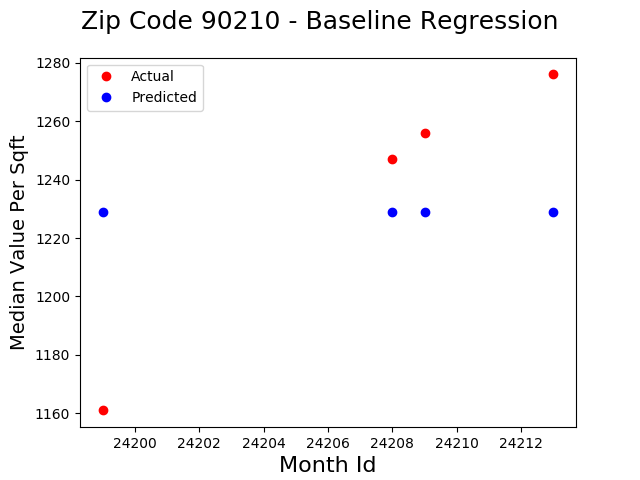 Zip Code 90210 - Baseline Regression
Actual
Predicted
Median Value Per Sqft
1280
1260
1240
1220
1200
1180
1160
24200 24202 24204 24206 24208 24210 24212
Month Id